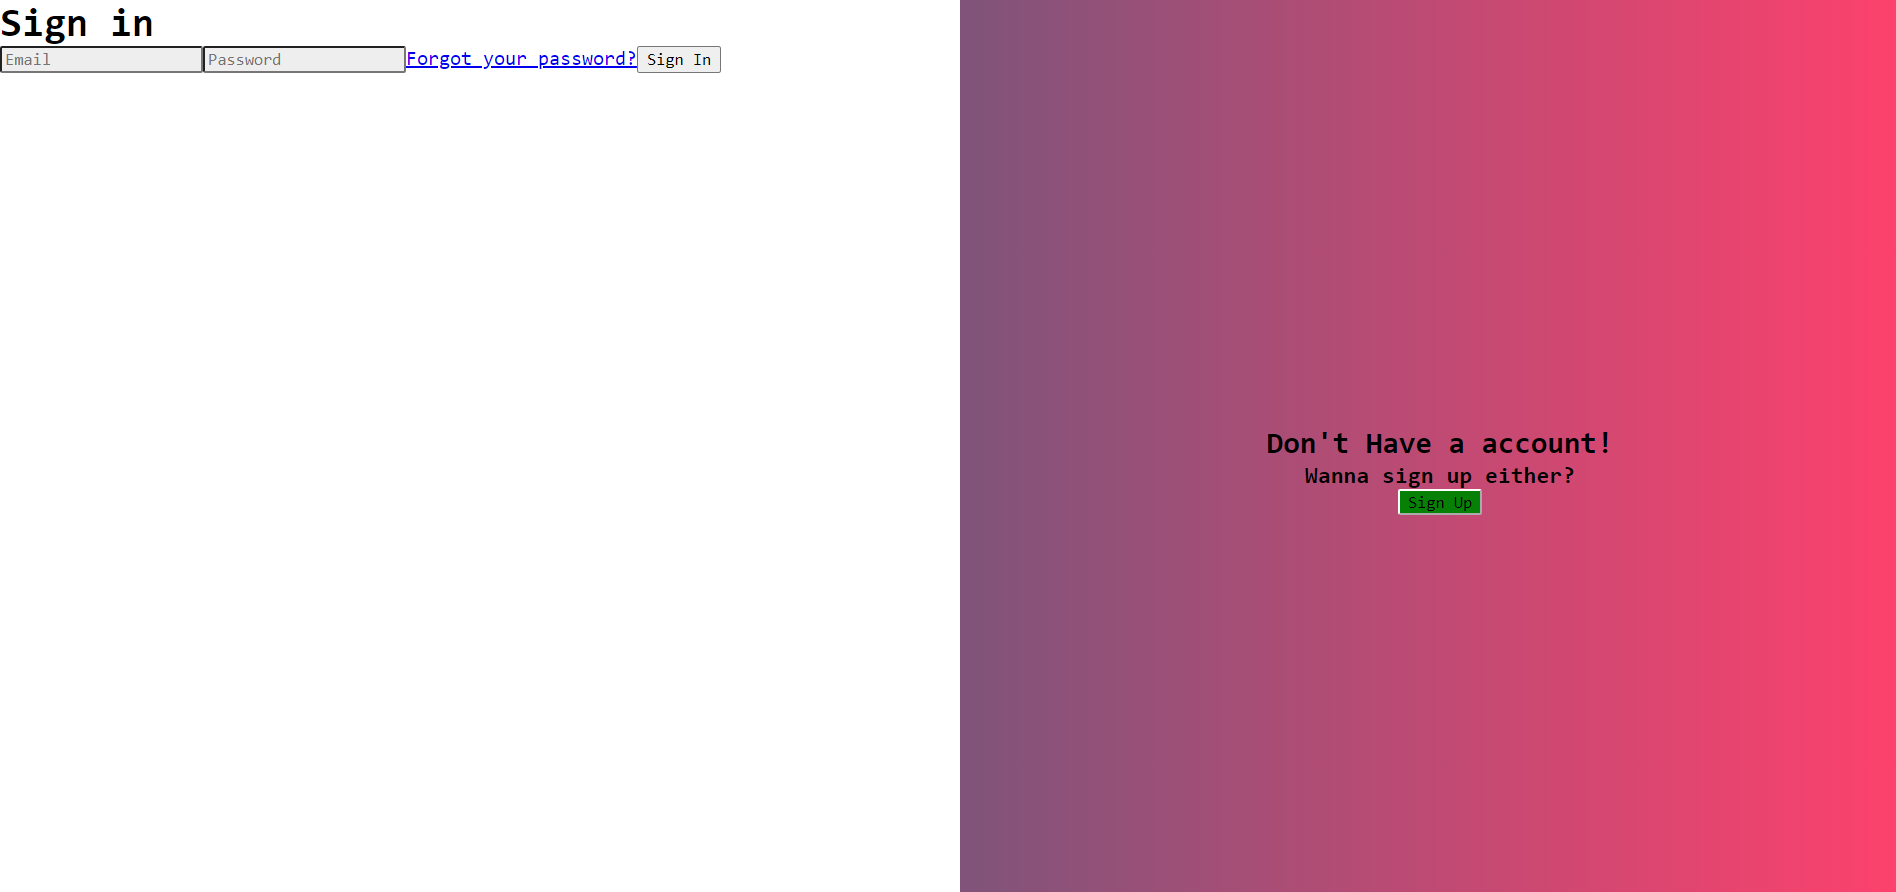 Sign in
Email Password Forgot your password? Sign In
Don't Have a account!
Wanna sign up either?
Sign Up